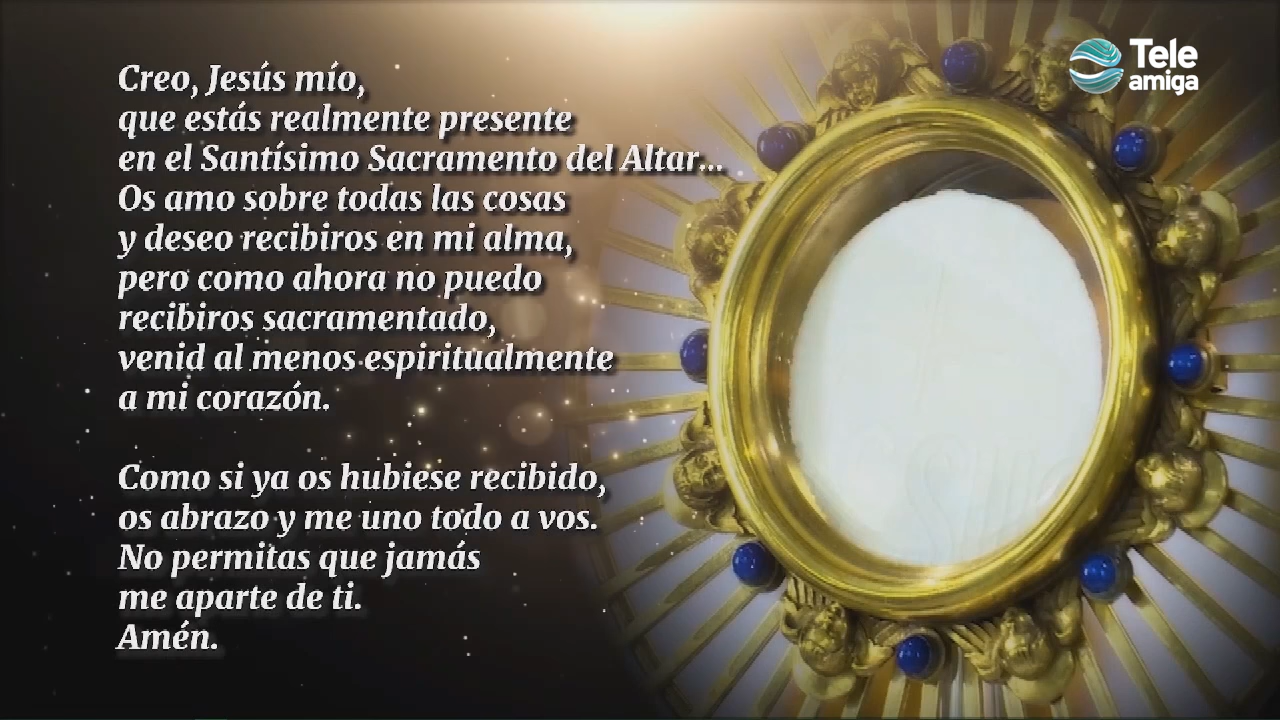 Creo, Jesús mío,
que estás realmente presente
en el Santísimo Sacramento del Altar...
Os amo sobre todas las cosas
y deseo recibiros en mi alma,
pero como ahora no puedo
recibiros sacramentado,
venid al menos espiritualmente
a mi corazón.
Como si ya os hubiese recibido,
os abrazo y me uno todo a vos.
No permitas que jamás
me aparte de ti.
Amén.
Tele
amiga